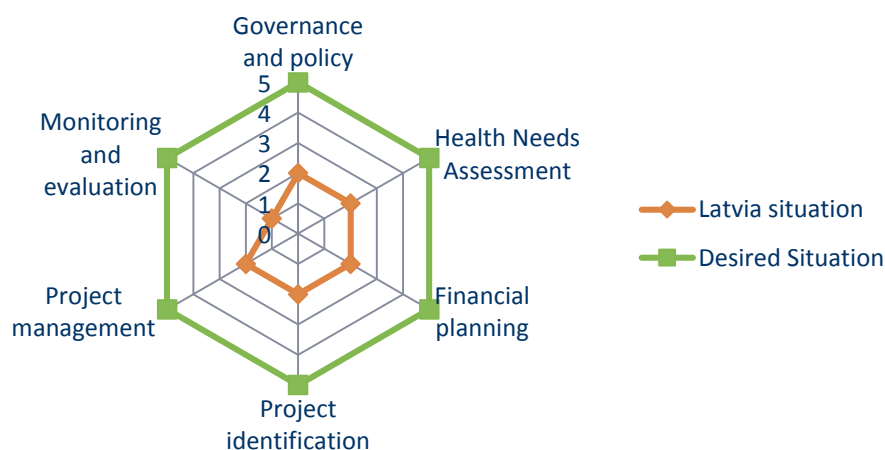 Governance
and policy
5
4
3
2
1
0
Monitoring
and
evaluation
Health Needs
Assessment
Latvia situation
Desired Situation
Project
management
Financial
planning
Project
identification